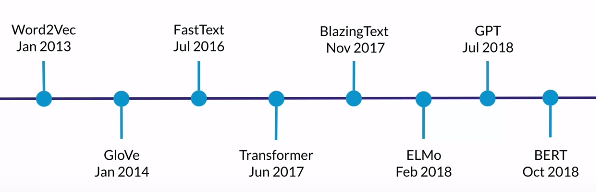 Word2Vec
Jan 2013
FastText
Jul 2016
BlazingText
Nov 2017
GPT
Jul 2018
GloVe
Jan 2014
Transformer
Jun 2017
ELMo
Feb 2018
BERT
Oct 2018